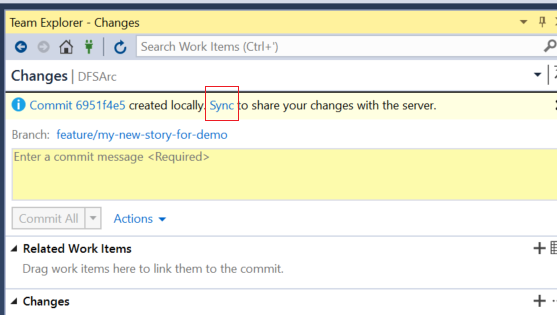 Team Explorer - Changes
Search Work Items (Ctrl+')
Changes | DFSArc
Commit 6951f4e5 created locally. Sync to share your changes with the server.
Branch: feature/my-new-story-for-demo
Enter a commit message <Required>
Commit All Actions
Related Work Items
Drag work items here to link them to the commit.
Changes